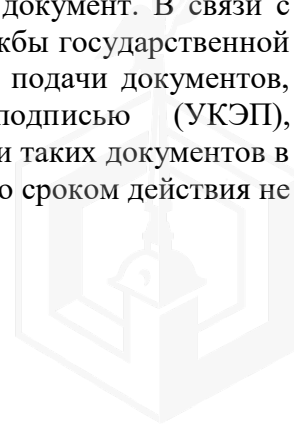 документ. В связи с
жбы государственной
подачи документов,
подписью (УКЭП),
и таких документов в
о сроком действия не